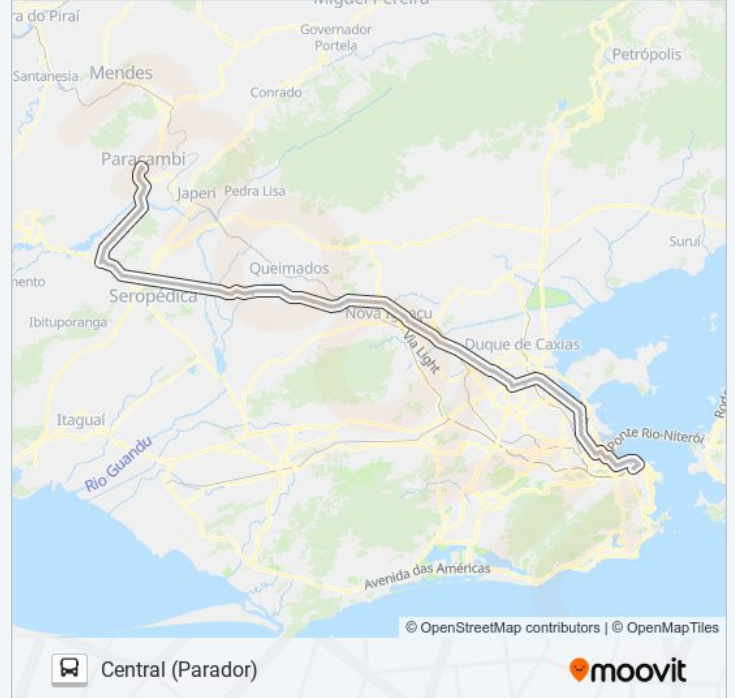 Miguel Pereira
ra do Piraí
Governador
Portela
Petrópolis
Santanesia
Mendes
Conrado
Paracambi
Japeri
Pedra Lisa
Suruí
Queimados
mento
Seropédica
Nova Iguaçu
Ibituporanga
Via Light
Duque de Caxias
Rod
Itaguaí
Ponte Rio-Niterói
Rio Guandu
Avenida das Américas
© OpenStreetMap contributors | © OpenMapTiles
Central (Parador)
moovit